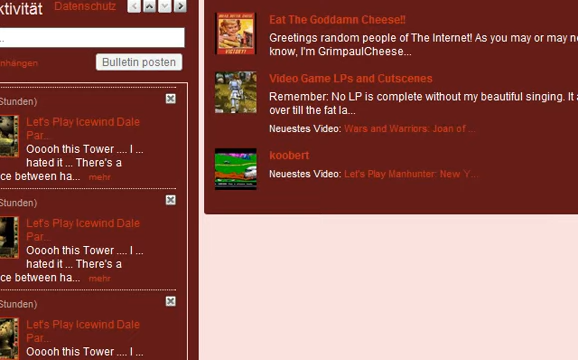 ktivität Datenschutz
...
nhängen Bulletin posten
Stunden)
Let's Play Icewind Dale
Par...
Ooooh this Tower .... I ...
hated it ... There's a
ce between ha... mehr
Stunden)
Let's Play Icewind Dale
Par...
Ooooh this Tower .... I ...
hated it ... There's a
ce between ha... mehr
Stunden)
Let's Play Icewind Dale
Par...
Ooooh this Tower .... I ...
Eat The Goddamn Cheese!!
Greetings random people of The Internet! As you may or may n
know, I'm GrimpaulCheese...
Video Game LPs and Cutscenes
Remember: No LP is complete without my beautiful singing. It a
over till the fat la...
Neuestes Video: Wars and Warriors: Joan of ...
koobert
Neuestes Video: Let's Play Manhunter: New Y...